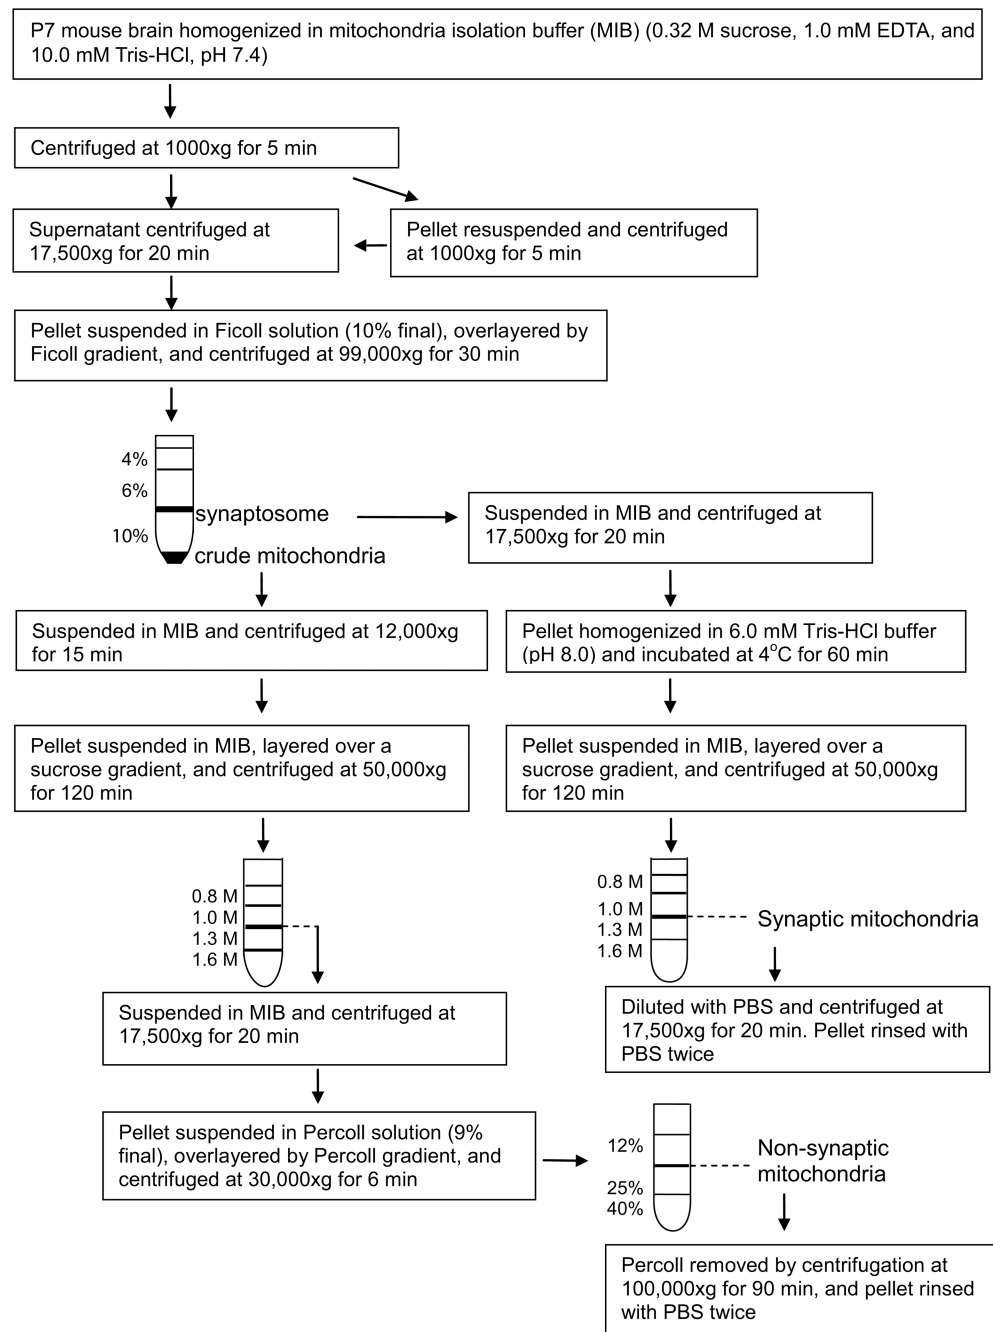 P7 mouse brain homogenized in mitochondria isolation buffer (MIB) (0.32 M sucrose, 1.0 mM EDTA, and
10.0 mM Tris-HCl, pH 7.4)
Centrifuged at 1000xg for 5 min
Supernatant centrifuged at
17,500xg for 20 min
Pellet resuspended and centrifuged
at 1000xg for 5 min
Pellet suspended in Ficoll solution (10% final), overlayered by
Ficoll gradient, and centrifuged at 99,000xg for 30 min
4%
6%
10%
synaptosome
crude mitochondria
Suspended in MIB and centrifuged at
17,500xg for 20 min
Suspended in MIB and centrifuged at 12,000xg
for 15 min
Pellet homogenized in 6.0 mM Tris-HCl buffer
(pH 8.0) and incubated at 4°C for 60 min
Pellet suspended in MIB, layered over a
sucrose gradient, and centrifuged at 50,000xg
for 120 min
Pellet suspended in MIB, layered over a
sucrose gradient, and centrifuged at 50,000xg
for 120 min
0.8 M
1.0 M
1.3 M
1.6 M
0.8 M
1.0 M
1.3 M
1.6 M
Synaptic mitochondria
Suspended in MIB and centrifuged at
17,500xg for 20 min
Diluted with PBS and centrifuged at
17,500xg for 20 min. Pellet rinsed with
PBS twice
Pellet suspended in Percoll solution (9%
final), overlayered by Percoll gradient, and
centrifuged at 30,000xg for 6 min
12%
25%
40%
Non-synaptic
mitochondria
Percoll removed by centrifugation at
100,000xg for 90 min, and pellet rinsed
with PBS twice